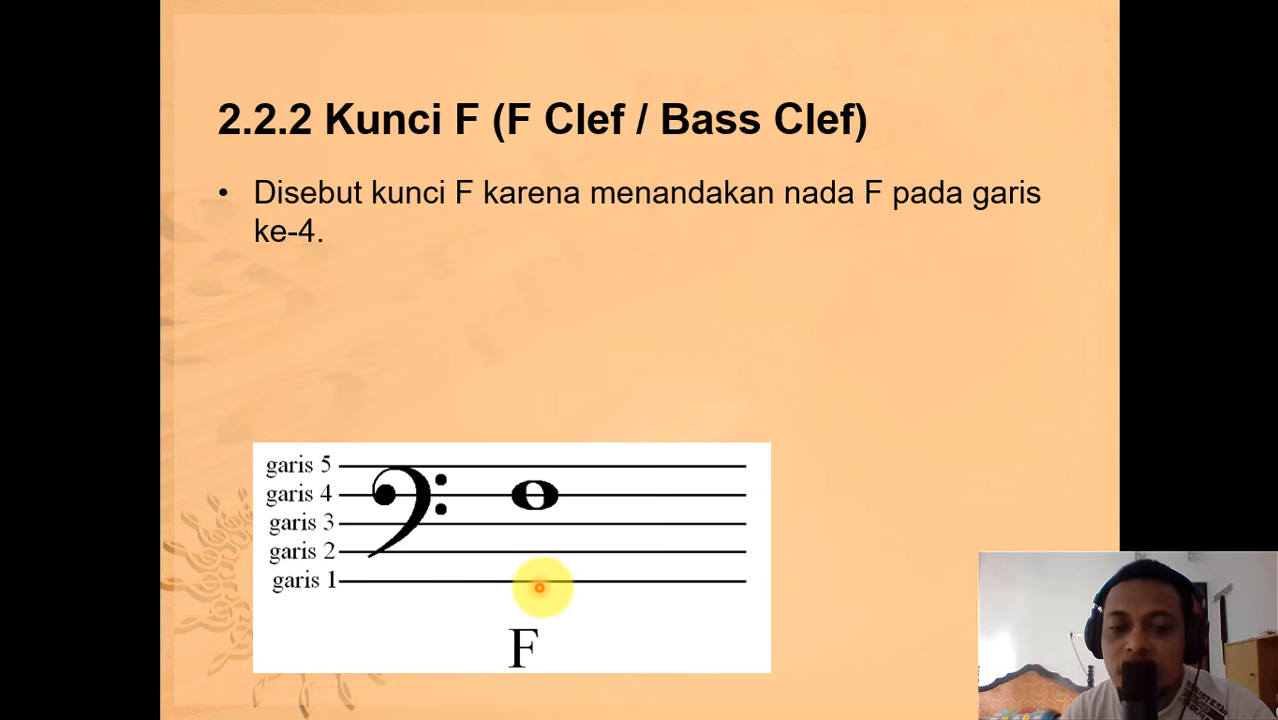 2.2.2 Kunci F (F Clef / Bass Clef)
• Disebut kunci F karena menandakan nada F pada garis
ke-4.
garis 5
garis 4
garis 3
garis 2
garis 1
F